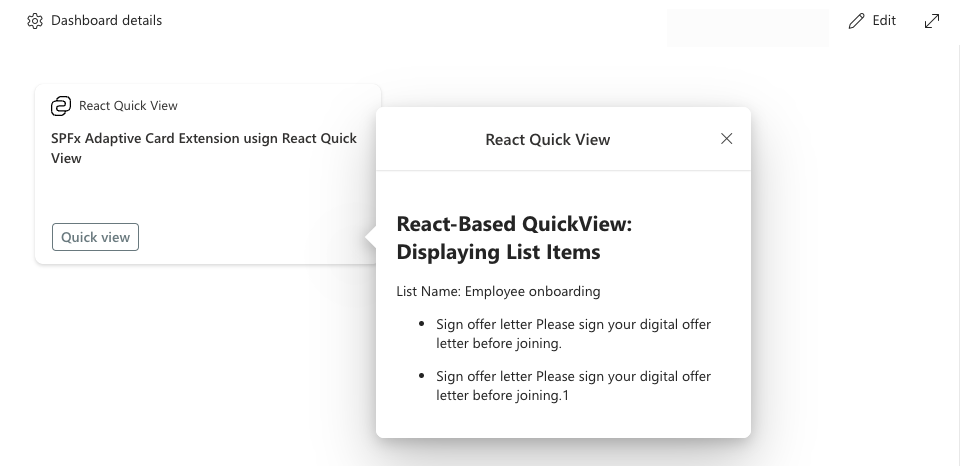 Dashboard details
Edit
React Quick View
SPFx Adaptive Card Extension usign React Quick
View
Quick view
React Quick View
React-Based QuickView:
Displaying List Items
List Name: Employee onboarding
• Sign offer letter Please sign your digital offer
letter before joining.
• Sign offer letter Please sign your digital offer
letter before joining.1